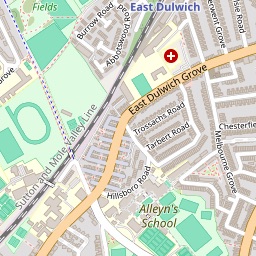 East Dulwich
Fields
Burrow Road
Abbotswood Road
East Dulwich Grove
Trossachs Road
Tarbert Road
Melbourne Grove
Sutton and Mole Valley Line
Hillsboro Road
Alleyn's
School